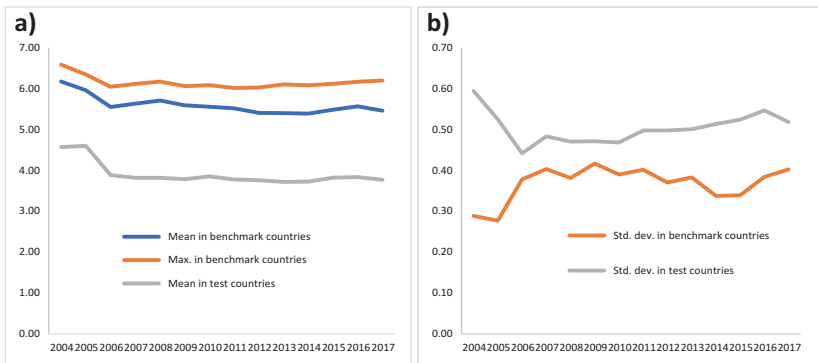 a)
7.00
6.00
5.00
4.00
3.00
2.00
1.00
0.00
Mean in benchmark countries
Max. in benchmark countries
Mean in test countries
2004 2005 2006 2007 2008 2009 2010 2011 2012 2013 2014 2015 2016 2017
b)
0.70
0.60
0.50
0.40
0.30
0.20
0.10
0.00
Std. dev. in benchmark countries
Std. dev. in test countries
2004 2005 2006 2007 2008 2009 2010 2011 2012 2013 2014 2015 2016 2017